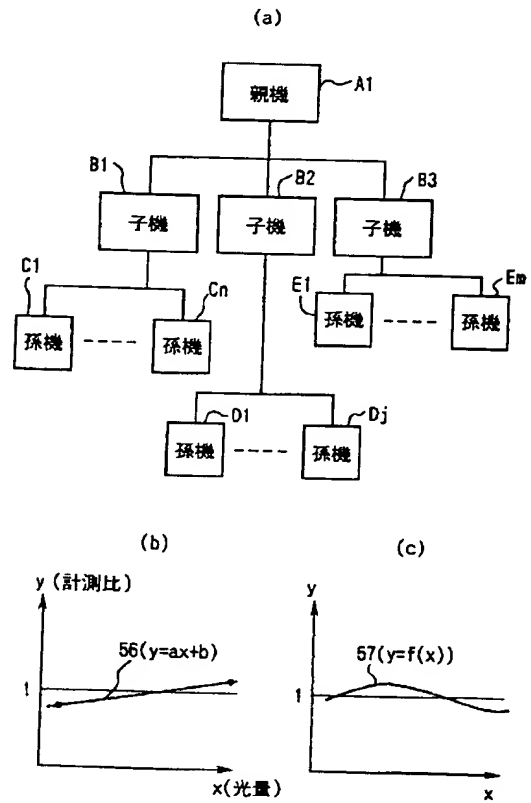 (a)
親機
A1
B1
B2
B3
子機
子機
子機
C1
Cn
E1
Em
孫機
孫機
孫機
孫機
D1
Dj
孫機
孫機
(b)
(c)
y(計測比)
y
56(y=ax+b)
57(y=f(x))
1
1
x(光量)
x